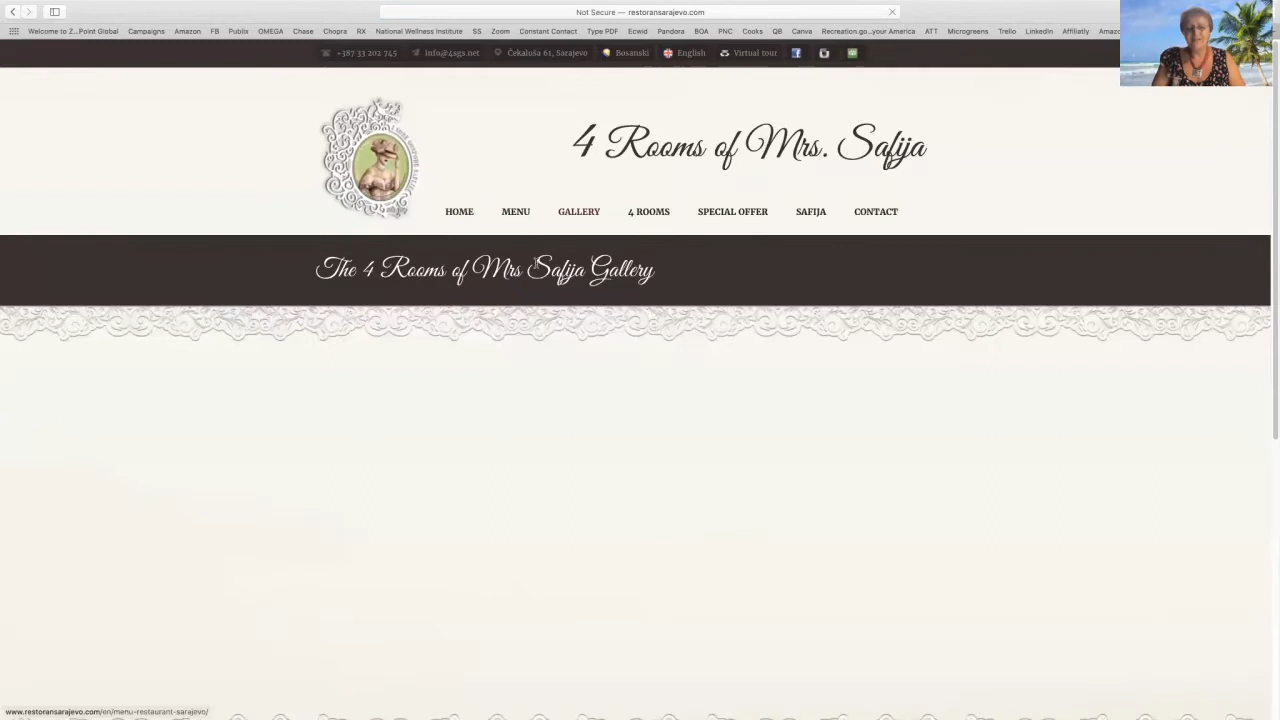 Not Secure — restoransarajevo.com
Welcome to Z...Point Global Campaigns Amazon FB Publix OMEGA Chase Chopra RX National Wellness Institute SS Zoom Constant Contact Type PDF Ecwid Pandora BOA PNC Cooks QB Canva Recreation.go...your America ATT Microgreens Trello LinkedIn Affiliatly Amazo
+387 33 202 745 info@4sgs.net Čekaluša 61, Sarajevo Bosanski English Virtual tour
4 Rooms of Mrs. Safija
HOME MENU GALLERY 4 ROOMS SPECIAL OFFER SAFIJA CONTACT
The 4 Rooms of Mrs Safija Gallery
www.restoransarajevo.com/en/menu-restaurant-sarajevo/